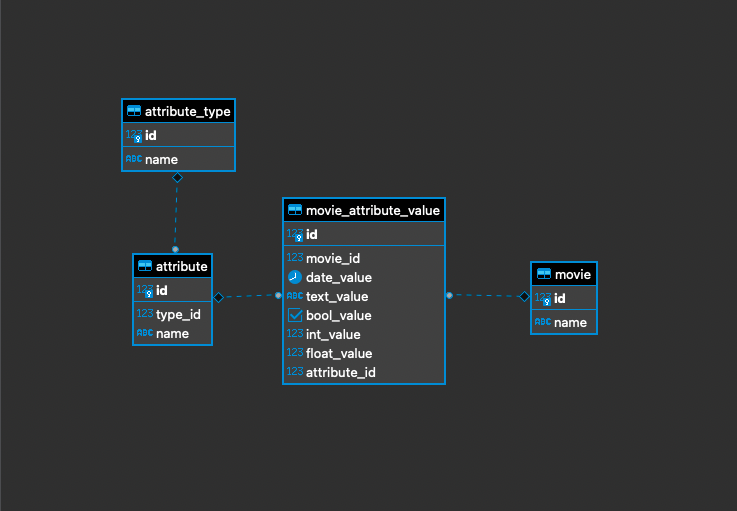 attribute_type
123 id
ABC name
movie_attribute_value
123 id
123 movie_id
date_value
ABC text_value
bool_value
123 int_value
123 float_value
123 attribute_id
attribute
123 id
123 type_id
ABC name
movie
123 id
ABC name